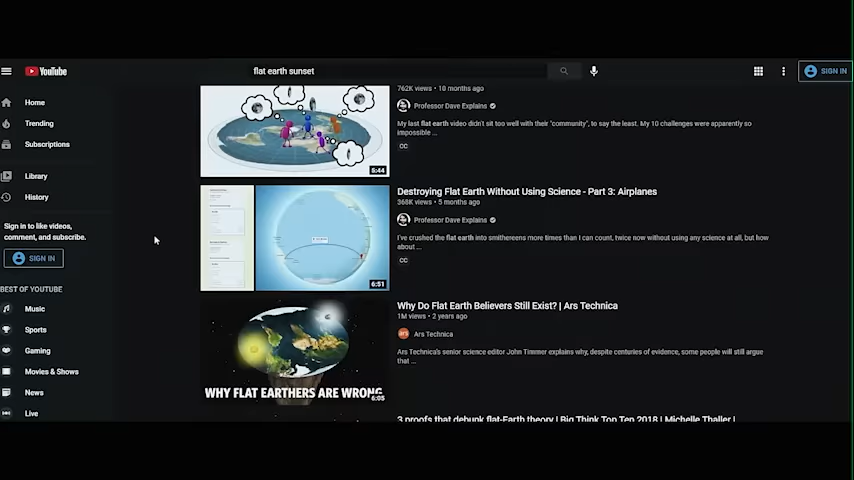 YouTube
flat earth sunset
SIGN IN
Home
Trending
Subscriptions
Library
History
Sign in to like videos,
comment, and subscribe.
SIGN IN
BEST OF YOUTUBE
Music
Sports
Gaming
Movies & Shows
News
Live
5:44
762K views • 10 months ago
Professor Dave Explains
My last flat earth video didn't sit too well with their "community", to say the least. My 10 challenges were apparently so
impossible ...
CC
6:51
Destroying Flat Earth Without Using Science - Part 3: Airplanes
368K views • 5 months ago
Professor Dave Explains
I've crushed the flat earth into smithereens more times than I can count, twice now without using any science at all, but how
about ...
CC
WHY FLAT EARTHERS ARE WRONG
6:05
Why Do Flat Earth Believers Still Exist? | Ars Technica
1M views • 2 years ago
ars
Ars Technica
Ars Technica's senior science editor John Timmer explains why, despite centuries of evidence, some people will still argue
that ...
3 proofs that debunk flat-Earth theory | Big Think Top Ten 2018 | Michelle Thaller |